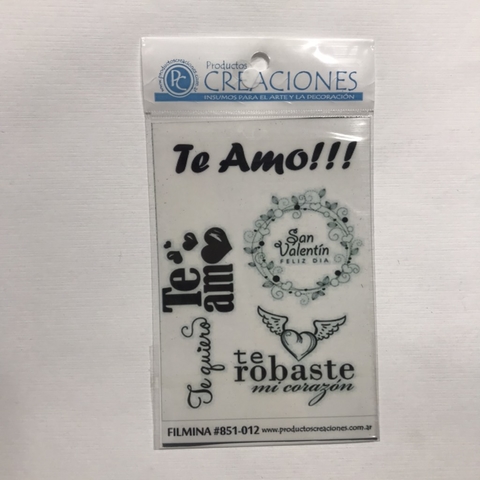 Productos
CREACIONES
INSUMOS PARA EL ARTE Y LA DECORACIÓN
PC
Te Amo!!!
San
Valentín
FELIZ DIA
Te
amo
Te quiero
te
robaste
mi corazón
FILMINA #851-012 www.productoscreaciones.com.ar